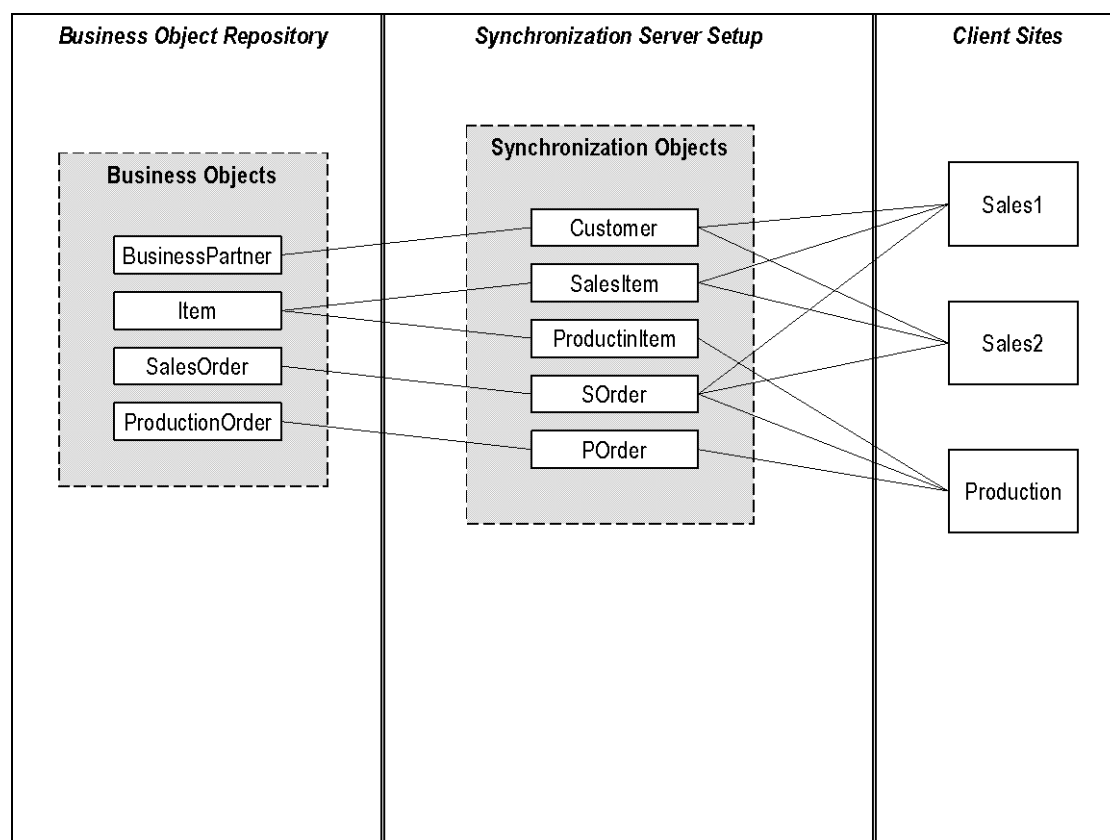 Business Object Repository
Synchronization Server Setup
Client Sites
Business Objects
BusinessPartner
Item
SalesOrder
ProductionOrder
Synchronization Objects
Customer
SalesItem
ProductinItem
SOrder
POrder
Sales1
Sales2
Production